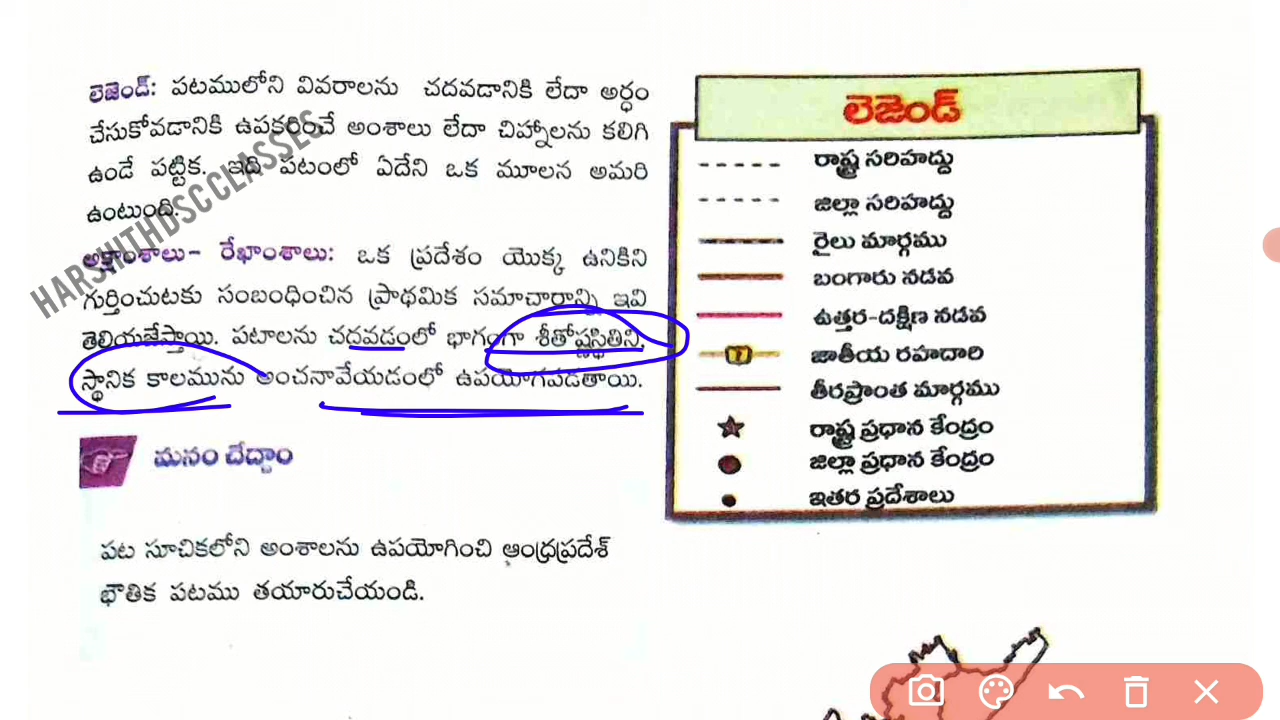 లెజెండ్: పటములోని వివరాలను చదవడానికి లేదా అర్ధం
చేసుకోవడానికి ఉపకరించే అంశాలు లేదా చిహ్నాలను కలిగి
ఉండే పట్టిక. ఇది పటంలో ఏదేని ఒక మూలన అమరి
ఉంటుంది.
అక్షాంశాలు- రేఖాంశాలు: ఒక ప్రదేశం యొక్క ఉనికిని
గుర్తించుటకు సంబంధించిన ప్రాథమిక సమాచారాన్ని ఇవి
తెలియజేస్తాయి. పటాలను చదవడంలో భాగంగా శీతోష్ణస్థితిని,
స్థానిక కాలమును అంచనావేయడంలో ఉపయోగపడతాయి.
మనం చేద్దాం
పట సూచికలోని అంశాలను ఉపయోగించి ఆంధ్రప్రదేశ్
భౌతిక పటము తయారుచేయండి.
HARSHITHDSCCLASSES
లెజెండ్
రాష్ట్ర సరిహద్దు
జిల్లా సరిహద్దు
రైలు మార్గము
బంగారు నడవ
ఉత్తర-దక్షిణ నడవ
7 జాతీయ రహదారి
తీరప్రాంత మార్గము
రాష్ట్ర ప్రధాన కేంద్రం
జిల్లా ప్రధాన కేంద్రం
ఇతర ప్రదేశాలు